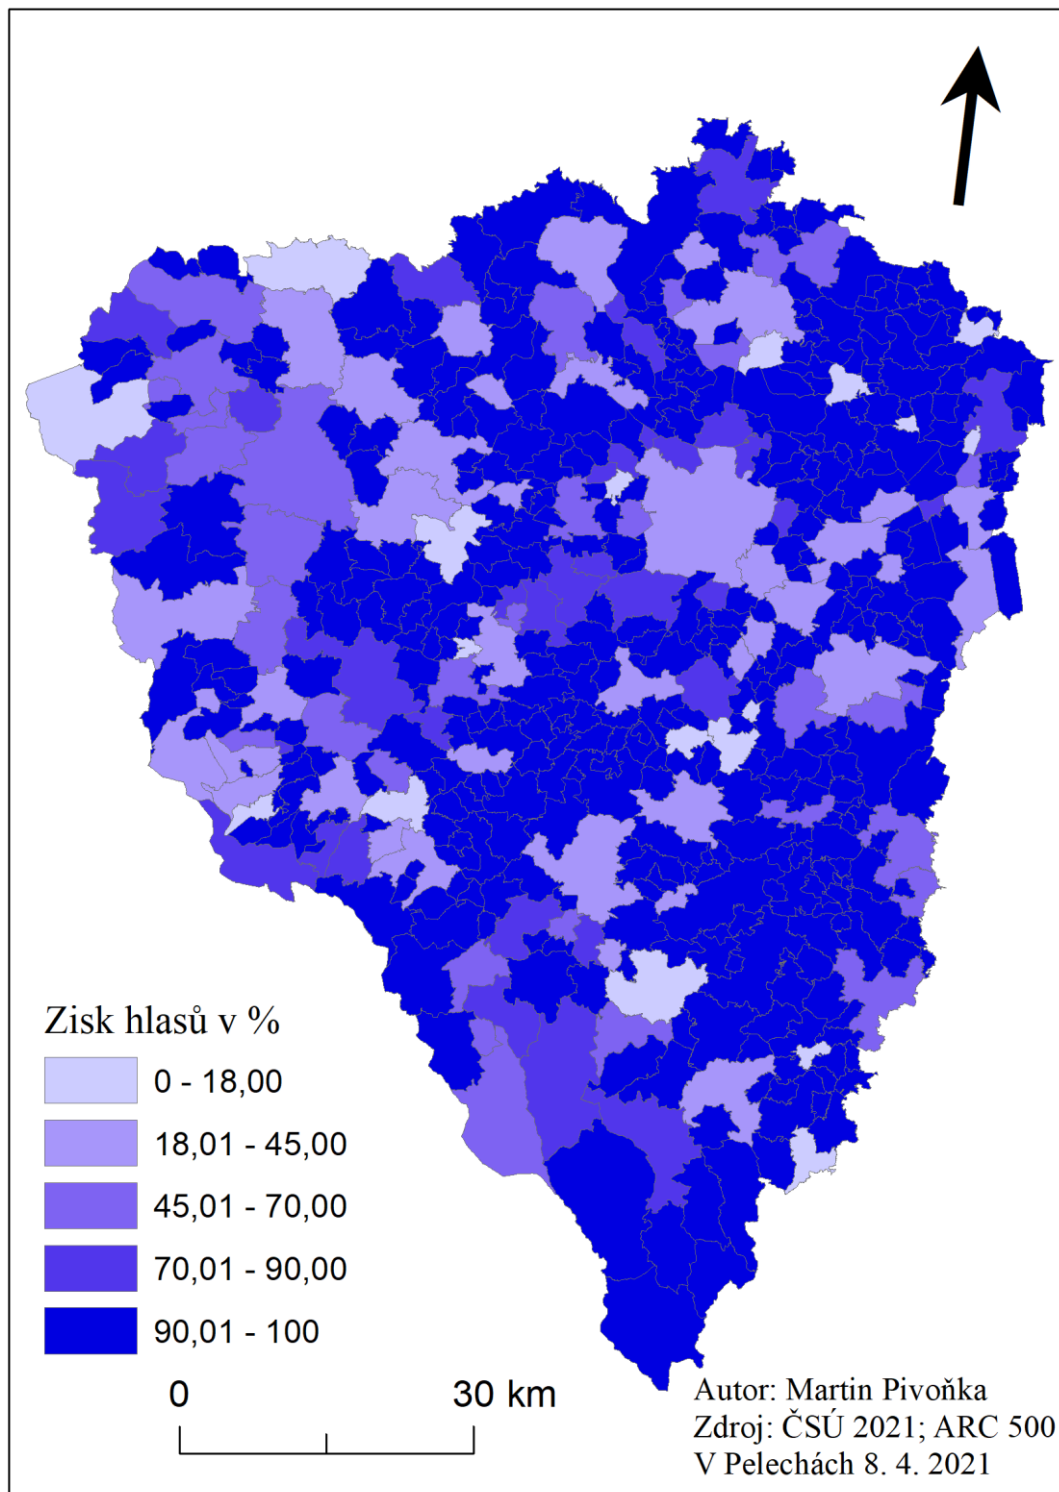 Zisk hlasů v %
0 - 18,00
18,01 - 45,00
45,01 - 70,00
70,01 - 90,00
90,01 - 100
0 30 km
Autor: Martin Pivoňka
Zdroj: ČSÚ 2021; ARC 500
V Pelechách 8. 4. 2021